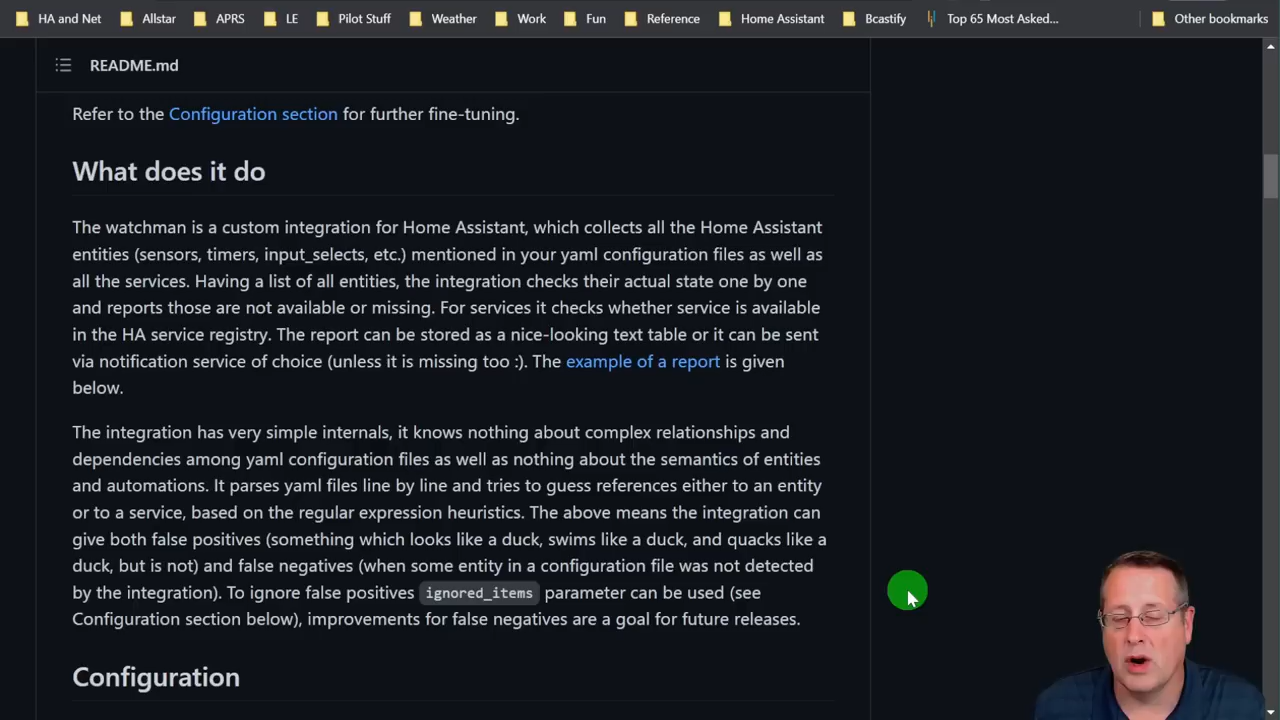 HA and Net Allstar APRS LE Pilot Stuff Weather Work Fun Reference Home Assistant Bcastify Top 65 Most Asked... Other bookmarks
README.md
Refer to the Configuration section for further fine-tuning.
What does it do
The watchman is a custom integration for Home Assistant, which collects all the Home Assistant
entities (sensors, timers, input_selects, etc.) mentioned in your yaml configuration files as well as
all the services. Having a list of all entities, the integration checks their actual state one by one
and reports those are not available or missing. For services it checks whether service is available
in the HA service registry. The report can be stored as a nice-looking text table or it can be sent
via notification service of choice (unless it is missing too :). The example of a report is given
below.
The integration has very simple internals, it knows nothing about complex relationships and
dependencies among yaml configuration files as well as nothing about the semantics of entities
and automations. It parses yaml files line by line and tries to guess references either to an entity
or to a service, based on the regular expression heuristics. The above means the integration can
give both false positives (something which looks like a duck, swims like a duck, and quacks like a
duck, but is not) and false negatives (when some entity in a configuration file was not detected
by the integration). To ignore false positives ignored_items parameter can be used (see
Configuration section below), improvements for false negatives are a goal for future releases.
Configuration